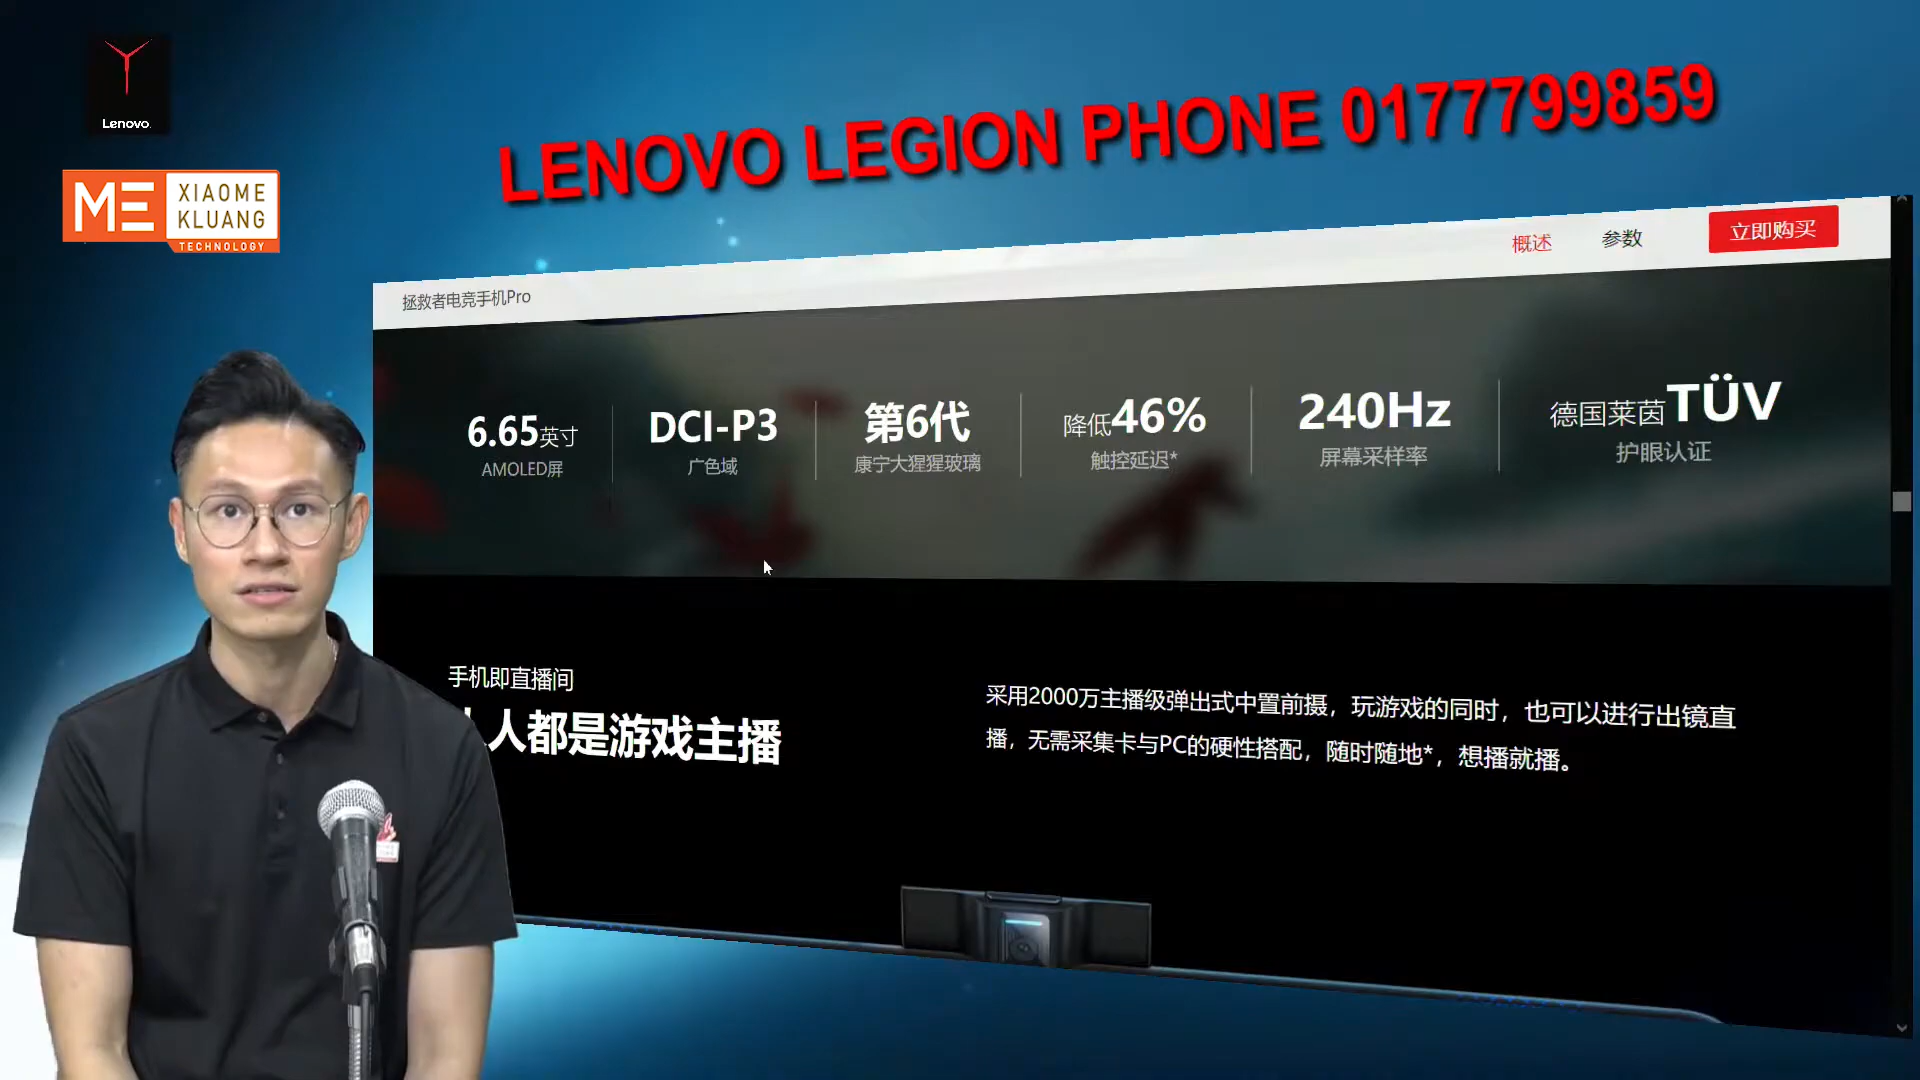 Lenovo
ME XIAOME
KLUANG
TECHNOLOGY
LENOVO LEGION PHONE 0177799859
拯救者电竞手机Pro
概述 参数 立即购买
6.65英寸
AMOLED屏
DCI-P3
广色域
第6代
康宁大猩猩玻璃
降低46%
触控延迟*
240Hz
屏幕采样率
德国莱茵TÜV
护眼认证
手机即直播间
人都是游戏主播
采用2000万主播级弹出式中置前摄，玩游戏的同时，也可以进行出镜直
播，无需采集卡与PC的硬性搭配，随时随地*，想播就播。